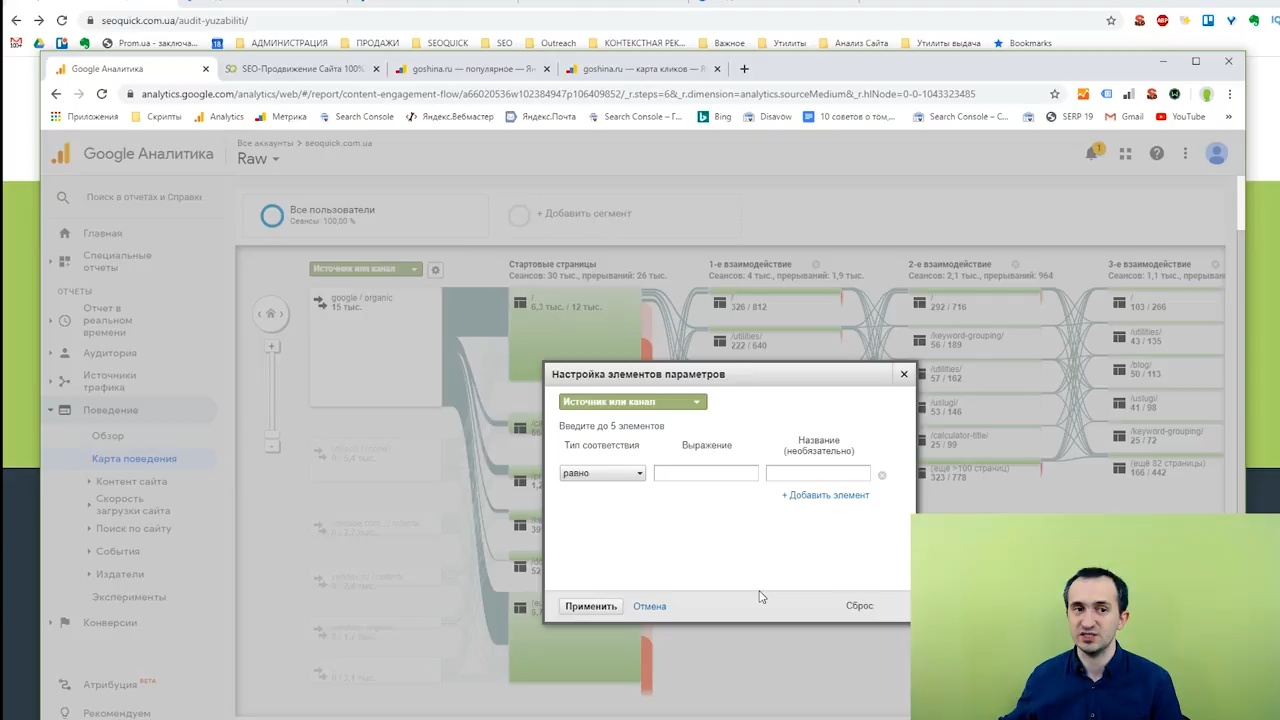 seoquick.com.ua/audit-yuzabiliti/
Prom.ua - заключа...
18
АДМИНИСТРАЦИЯ
ПРОДАЖИ
SEOQUICK
SEO
Outreach
КОНТЕКСТНАЯ РЕК...
Важное
Утилиты
Анализ Сайта
Утилиты выдача
Bookmarks
Google Аналитика
SEO-Продвижение Сайта 100%
goshina.ru — популярное — Ян
goshina.ru — карта кликов — Я
analytics.google.com/analytics/web/#/report/content-engagement-flow/a66020536w102384947p106409852/_r.steps=6&_r.dimension=analytics.sourceMedium&_r.hlNode=0-0-1043323485
Приложения
Скрипты
Analytics
Метрика
Search Console
Яндекс.Вебмастер
Яндекс.Почта
Search Console – Г...
Bing
Disavow
10 советов о том,...
Search Console – С...
SERP 19
Gmail
YouTube
»
Google Аналитика
Все аккаунты > seoquick.com.ua
Raw
1
Поиск в отчетах и Справке
Главная
Специальные
отчеты
ОТЧЕТЫ
Отчет в
реальном
времени
Аудитория
Источники
трафика
Поведение
Обзор
Карта поведения
Контент сайта
Скорость
загрузки сайта
Поиск по сайту
События
Издатели
Эксперименты
Конверсии
Атрибуция BETA
Рекомендуем
Все пользователи
Сеансы: 100,00 %
+ Добавить сегмент
Источник или канал
Стартовые страницы
Сеансов: 30 тыс., прерываний: 26 тыс.
1-е взаимодействие
Сеансов: 4 тыс., прерываний: 1,9 тыс.
2-е взаимодействие
Сеансов: 2,1 тыс., прерываний: 964
3-е взаимодействие
Сеансов: 1,1 тыс., прерывани
google / organic
15 тыс.
/
6,3 тыс. / 12 тыс.
/
326 / 812
/utilities/
222 / 640
/
292 / 716
/keyword-grouping/
56 / 189
/utilities/
57 / 162
/uslugi/
53 / 146
/calculator-title/
25 / 99
(ещё >100 страниц)
323 / 778
/
103 / 266
/utilities/
43 / 135
/blog/
50 / 113
/uslugi/
41 / 98
/keyword-grouping/
25 / 72
(ещё 82 страницы)
166 / 442
Настройка элементов параметров
Источник или канал
Введите до 5 элементов
Тип соответствия
Выражение
Название
(необязательно)
равно
+ Добавить элемент
Применить
Отмена
Сброс